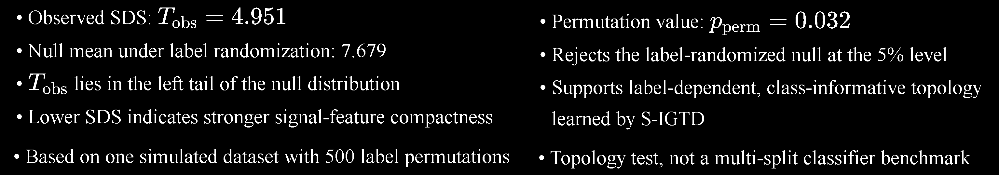 • Observed SDS: T_obs = 4.951
• Null mean under label randomization: 7.679
• T_obs lies in the left tail of the null distribution
• Lower SDS indicates stronger signal-feature compactness
• Based on one simulated dataset with 500 label permutations
• Permutation value: p_perm = 0.032
• Rejects the label-randomized null at the 5% level
• Supports label-dependent, class-informative topology
learned by S-IGTD
• Topology test, not a multi-split classifier benchmark